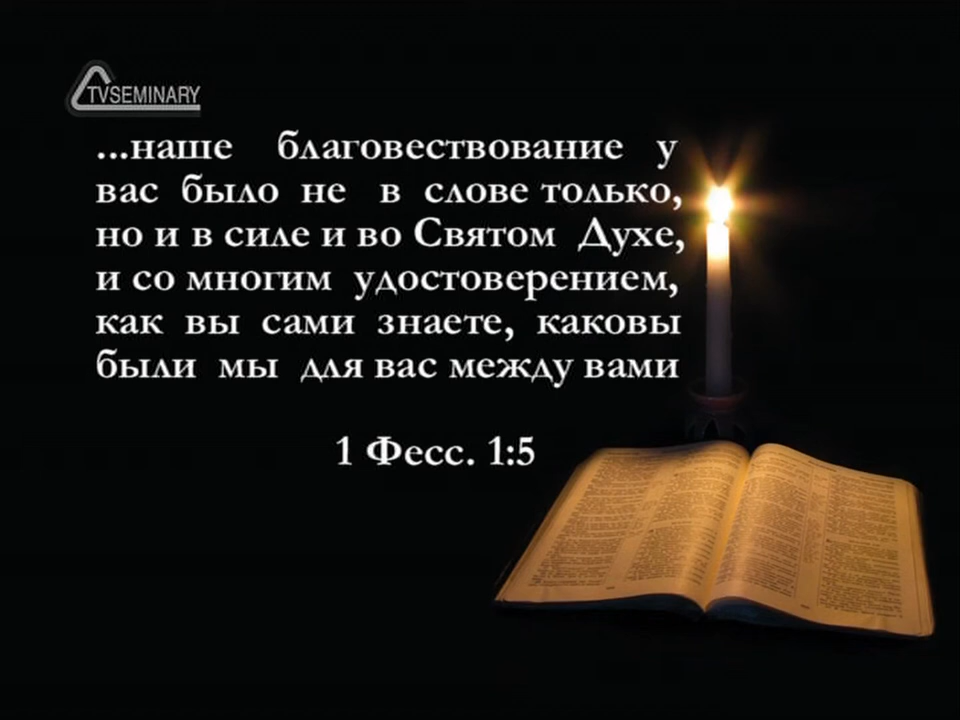 TVSEMINARY
...наше благовествование у
вас было не в слове только,
но и в силе и во Святом Духе,
и со многим удостоверением,
как вы сами знаете, каковы
были мы для вас между вами
1 Фесс. 1:5